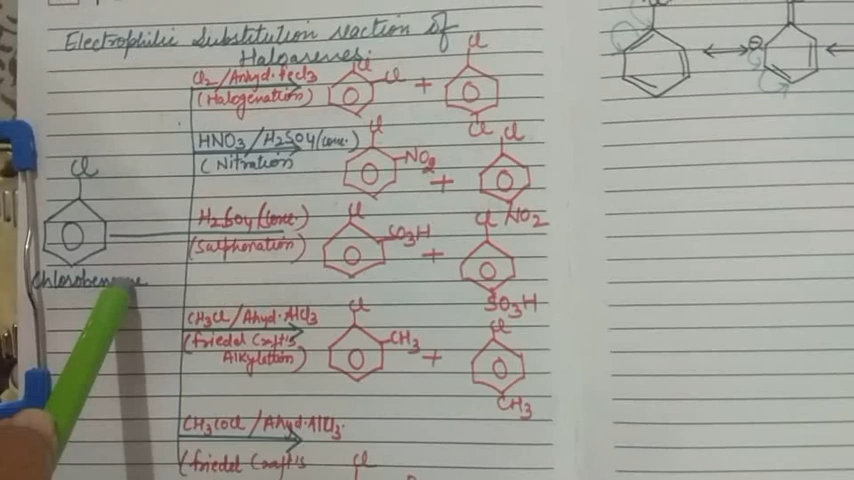 Electrophilic Substitution reaction of
Haloarenes.
Cl2/Anhyd. FeCl3
(Halogenation)
Cl
Cl
+
Cl
Cl
HNO3/H2SO4(conc.)
(Nitration)
Cl
NO2
+
Cl
NO2
Cl
Chlorobenzene
H2SO4(conc.)
(Sulphonation)
Cl
SO3H
+
Cl
SO3H
CH3Cl/Ahyd. AlCl3
(friedel Craft's
Alkylation)
Cl
CH3
+
Cl
CH3
CH3COCl/Ahyd. AlCl3.
(friedel Craft's
Cl